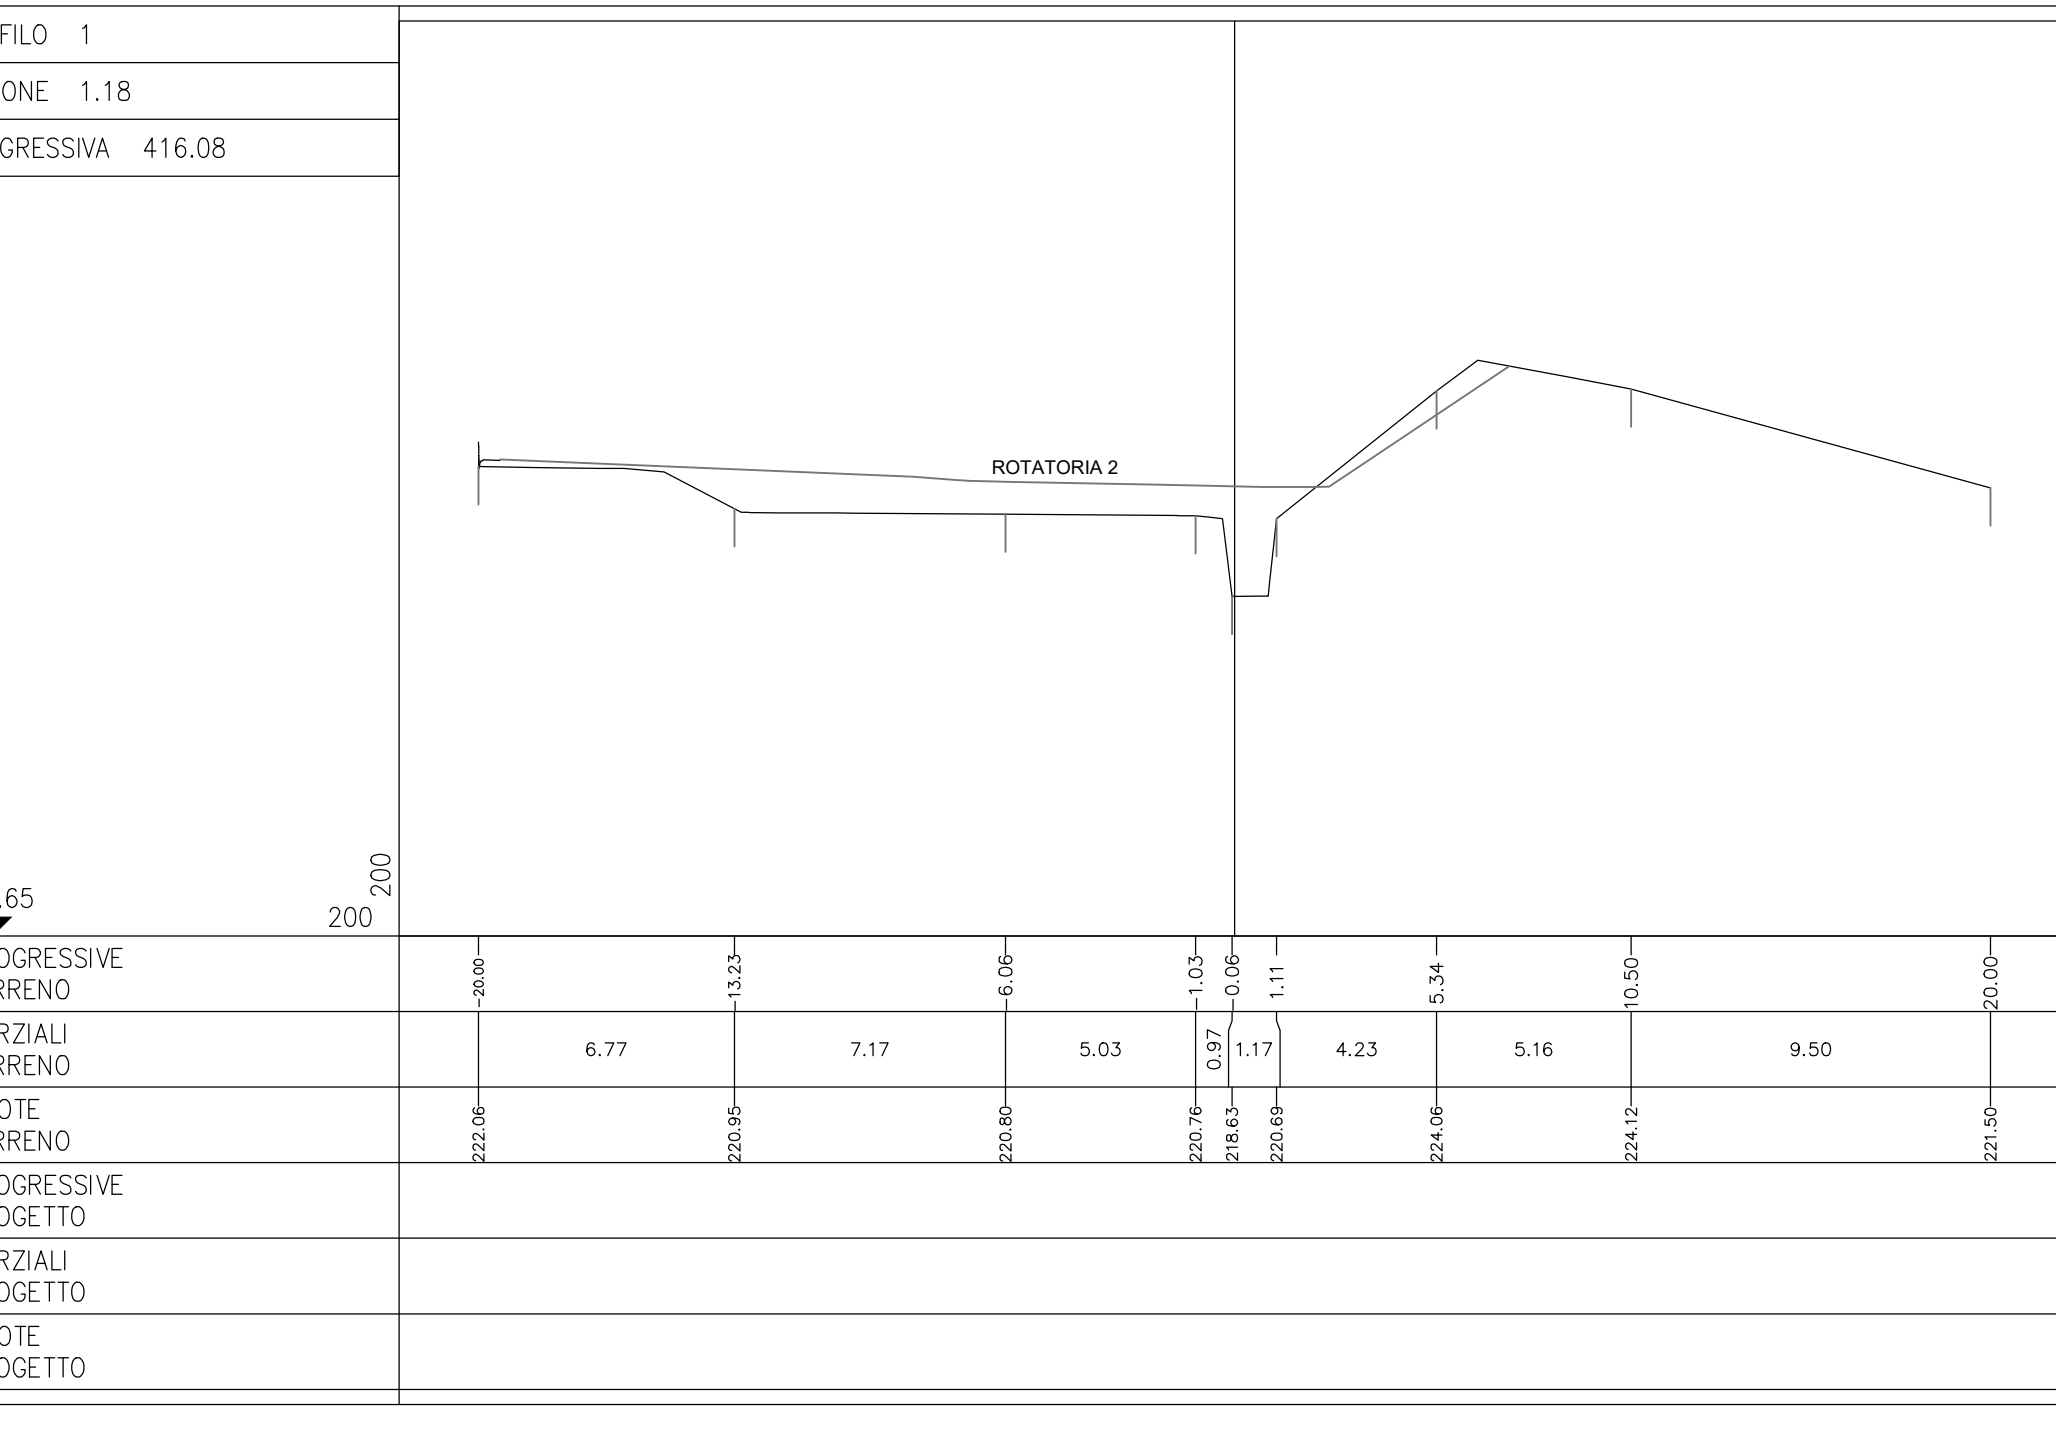 FILO 1
ONE 1.18
GRESSIVA 416.08
ROTATORIA 2
200
.65
200
OGRESSIVE
RRENO
-20.00
-13.23
-6.06
-1.03
-0.06
1.11
5.34
10.50
20.00
RZIALI
RRENO
6.77
7.17
5.03
0.97
1.17
4.23
5.16
9.50
OTE
RRENO
222.06
220.95
220.80
220.76
218.63
220.69
224.06
224.12
221.50
OGRESSIVE
OGETTO
RZIALI
OGETTO
OTE
OGETTO